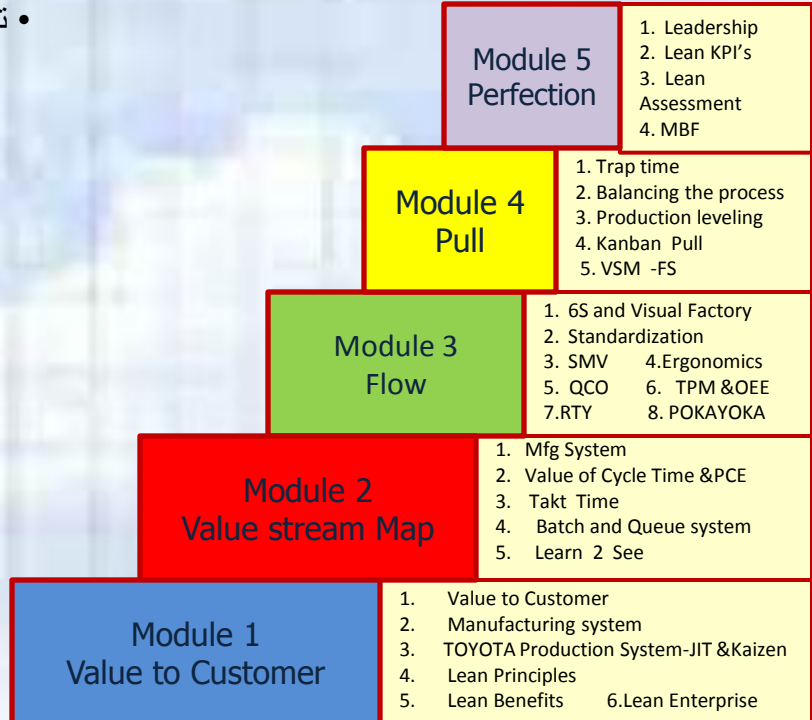 Module 5
Perfection
1. Leadership
2. Lean KPI's
3. Lean
Assessment
4. MBF
Module 4
Pull
1. Trap time
2. Balancing the process
3. Production leveling
4. Kanban Pull
5. VSM -FS
Module 3
Flow
1. 6S and Visual Factory
2. Standardization
3. SMV 4.Ergonomics
5. QCO 6. TPM &OEE
7.RTY 8. POKAYOKA
Module 2
Value stream Map
1. Mfg System
2. Value of Cycle Time &PCE
3. Takt Time
4. Batch and Queue system
5. Learn 2 See
Module 1
Value to Customer
1. Value to Customer
2. Manufacturing system
3. TOYOTA Production System-JIT &Kaizen
4. Lean Principles
5. Lean Benefits 6.Lean Enterprise